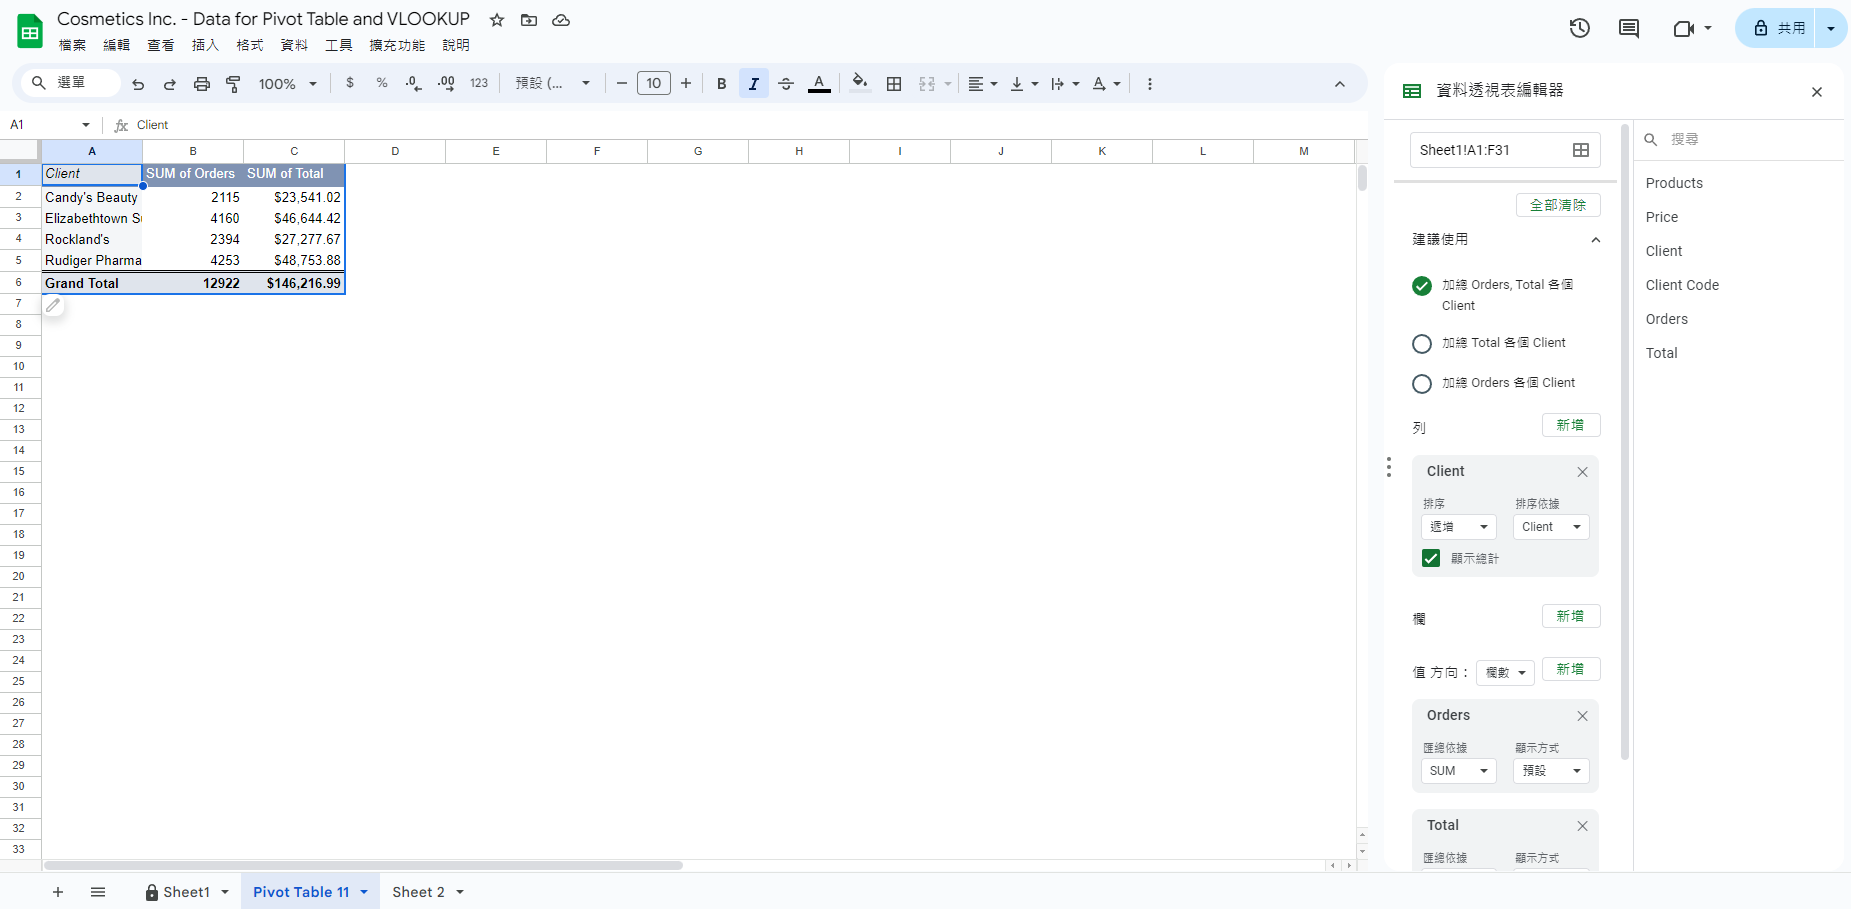 Cosmetics Inc. - Data for Pivot Table and VLOOKUP
檔案 編輯 查看 插入 格式 資料 工具 擴充功能 說明
共用
選單 100% $ % .0 .00 123 預設 (... 10 B I A
A1 fx Client
A B C D E F G H I J K L M
1 Client SUM of Orders SUM of Total
2 Candy's Beauty 2115 $23,541.02
3 Elizabethtown Su 4160 $46,644.42
4 Rockland's 2394 $27,277.67
5 Rudiger Pharma 4253 $48,753.88
6 Grand Total 12922 $146,216.99
7
8
9
10
11
12
13
14
15
16
17
18
19
20
21
22
23
24
25
26
27
28
29
30
31
32
33
Sheet1 Pivot Table 11 Sheet 2
資料透視表編輯器
Sheet1!A1:F31
全部清除
建議使用
加總 Orders, Total 各個
Client
加總 Total 各個 Client
加總 Orders 各個 Client
列 新增
Client
排序 排序依據
遞增 Client
顯示總計
欄 新增
值 方向： 欄數 新增
Orders
匯總依據 顯示方式
SUM 預設
Total
匯總依據 顯示方式
搜尋
Products
Price
Client
Client Code
Orders
Total